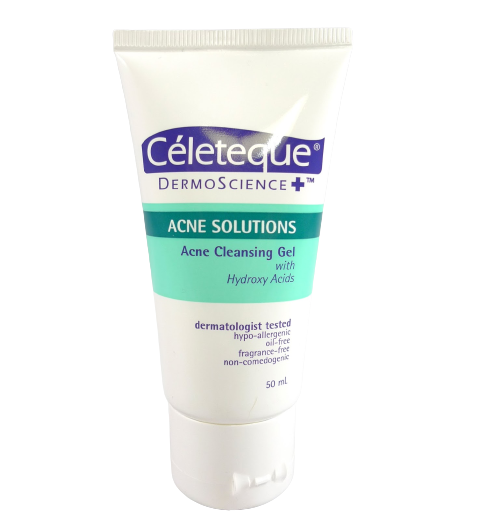 Céleteque®
DERMOSCIENCE+™
ACNE SOLUTIONS
Acne Cleansing Gel
with
Hydroxy Acids
dermatologist tested
hypo-allergenic
oil-free
fragrance-free
non-comedogenic
50 mL